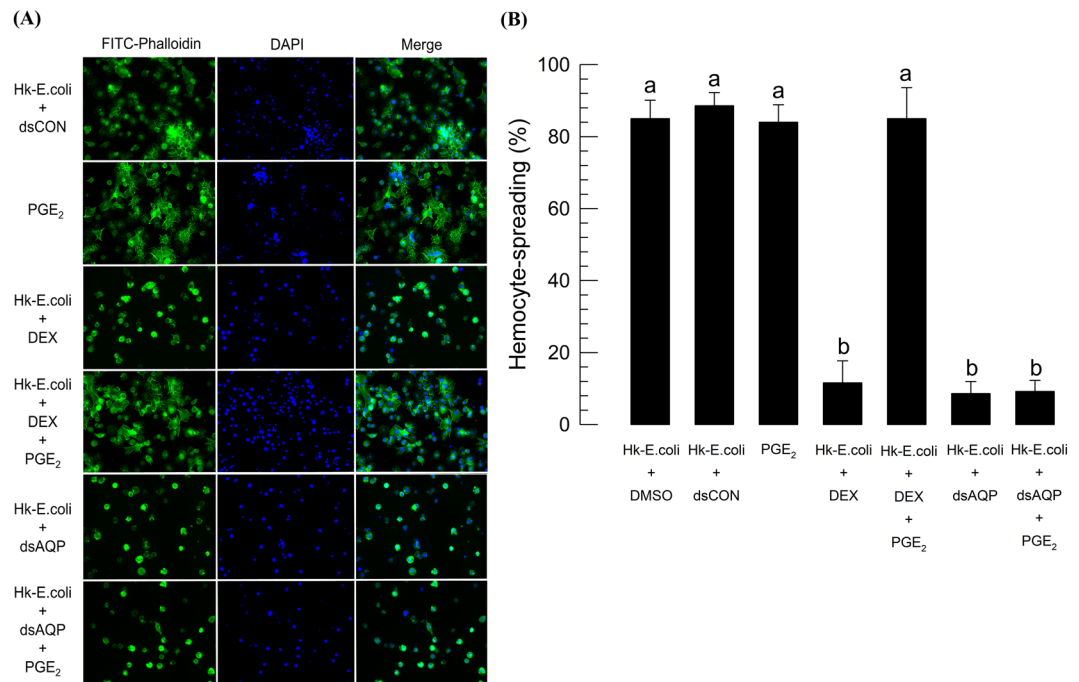 (A)
FITC-Phalloidin
DAPI
Merge
Hk-E.coli
+
dsCON
PGE₂
Hk-E.coli
+
DEX
Hk-E.coli
+
DEX
+
PGE₂
Hk-E.coli
+
dsAQP
Hk-E.coli
+
dsAQP
+
PGE₂
(B)
Hemocyte-spreading (%)
100
80
60
40
20
0
a
a
a
b
a
b
b
Hk-E.coli
+
DMSO
Hk-E.coli
+
dsCON
PGE₂
Hk-E.coli
+
DEX
Hk-E.coli
+
DEX
+
PGE₂
Hk-E.coli
+
dsAQP
Hk-E.coli
+
dsAQP
+
PGE₂